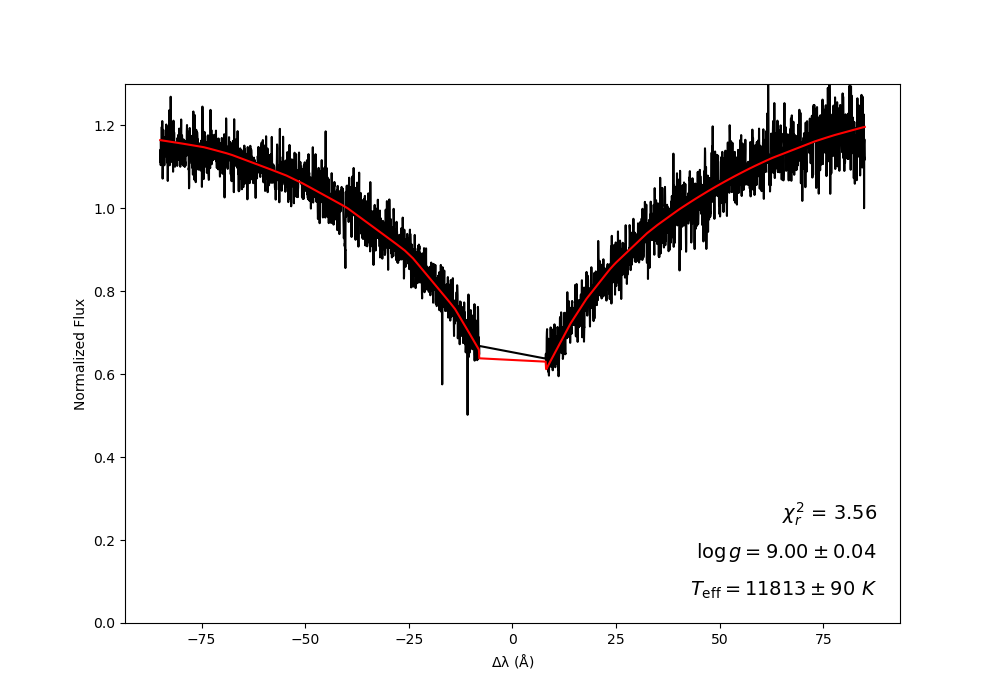 1.2
1.0
0.8
0.6
0.4
0.2
0.0
Normalized Flux
χ²ᵣ = 3.56
log g = 9.00 ± 0.04
T_eff = 11813 ± 90 K
−75 −50 −25 0 25 50 75
Δλ (Å)